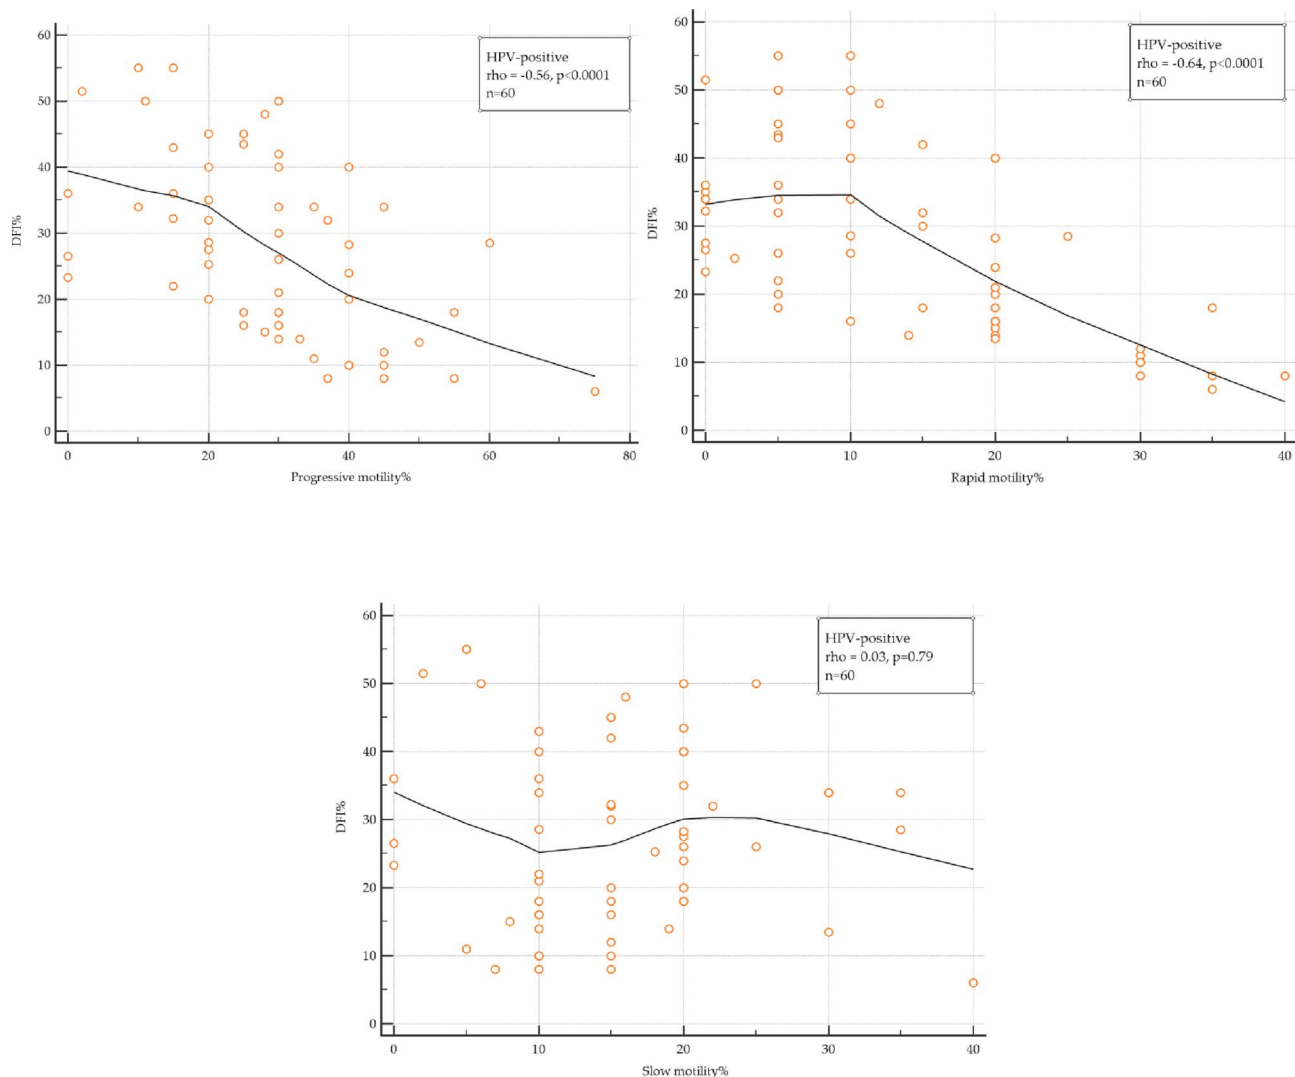 HPV-positive
rho = -0.56, p<0.0001
n=60
60
50
40
30
20
10
0
DFI%
0
20
40
60
80
Progressive motility%
HPV-positive
rho = -0.64, p<0.0001
n=60
60
50
40
30
20
10
0
DFI%
0
10
20
30
40
Rapid motility%
HPV-positive
rho = 0.03, p=0.79
n=60
60
50
40
30
20
10
0
DFI%
0
10
20
30
40
Slow motility%